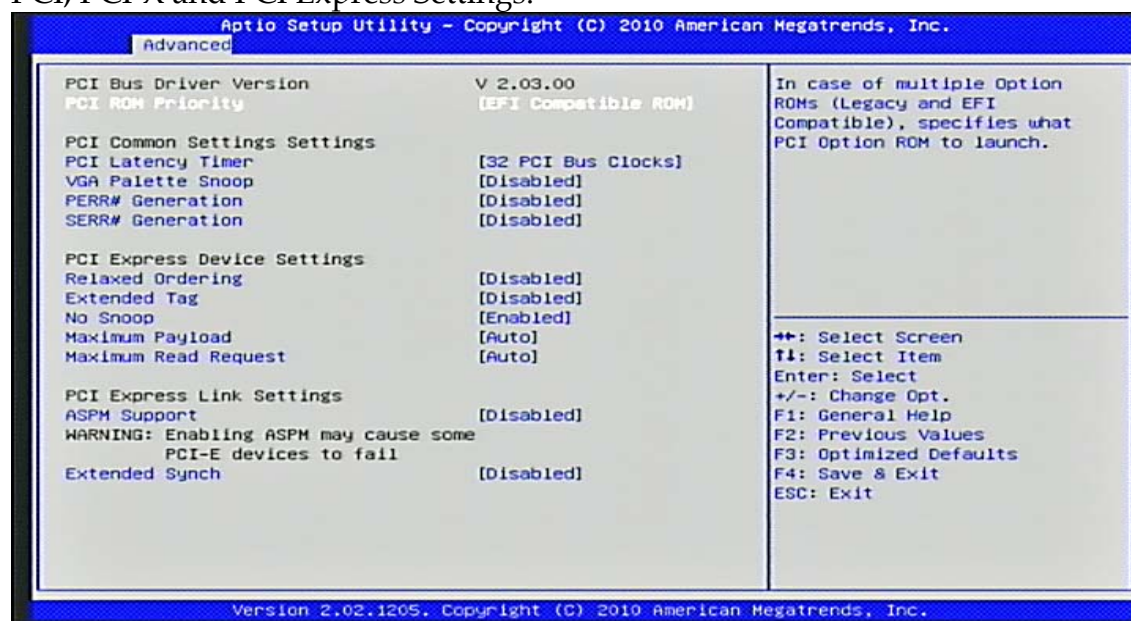 PCI, PCI-X and PCI Express Settings.
Aptio Setup Utility – Copyright (C) 2010 American Megatrends, Inc.
Advanced
PCI Bus Driver Version V 2.03.00
PCI ROM Priority [EFI Compatible ROM]
PCI Common Settings Settings
PCI Latency Timer [32 PCI Bus Clocks]
VGA Palette Snoop [Disabled]
PERR# Generation [Disabled]
SERR# Generation [Disabled]
PCI Express Device Settings
Relaxed Ordering [Disabled]
Extended Tag [Disabled]
No Snoop [Enabled]
Maximum Payload [Auto]
Maximum Read Request [Auto]
PCI Express Link Settings
ASPM Support [Disabled]
WARNING: Enabling ASPM may cause some
PCI-E devices to fail
Extended Synch [Disabled]
In case of multiple Option
ROMs (Legacy and EFI
Compatible), specifies what
PCI Option ROM to launch.
→←: Select Screen
↑↓: Select Item
Enter: Select
+/-: Change Opt.
F1: General Help
F2: Previous Values
F3: Optimized Defaults
F4: Save & Exit
ESC: Exit
Version 2.02.1205. Copyright (C) 2010 American Megatrends, Inc.